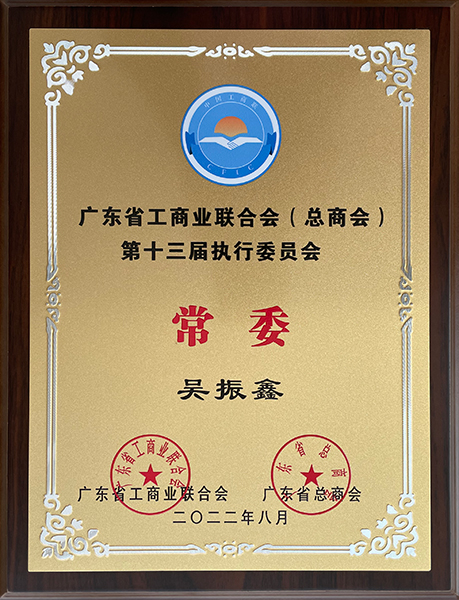 中国工商联
CFIC
广东省工商业联合会（总商会）
第十三届执行委员会
常委
吴振鑫
广东省工商业联合会
广东省总商会
广东省工商业联合会 广东省总商会
二〇二二年八月